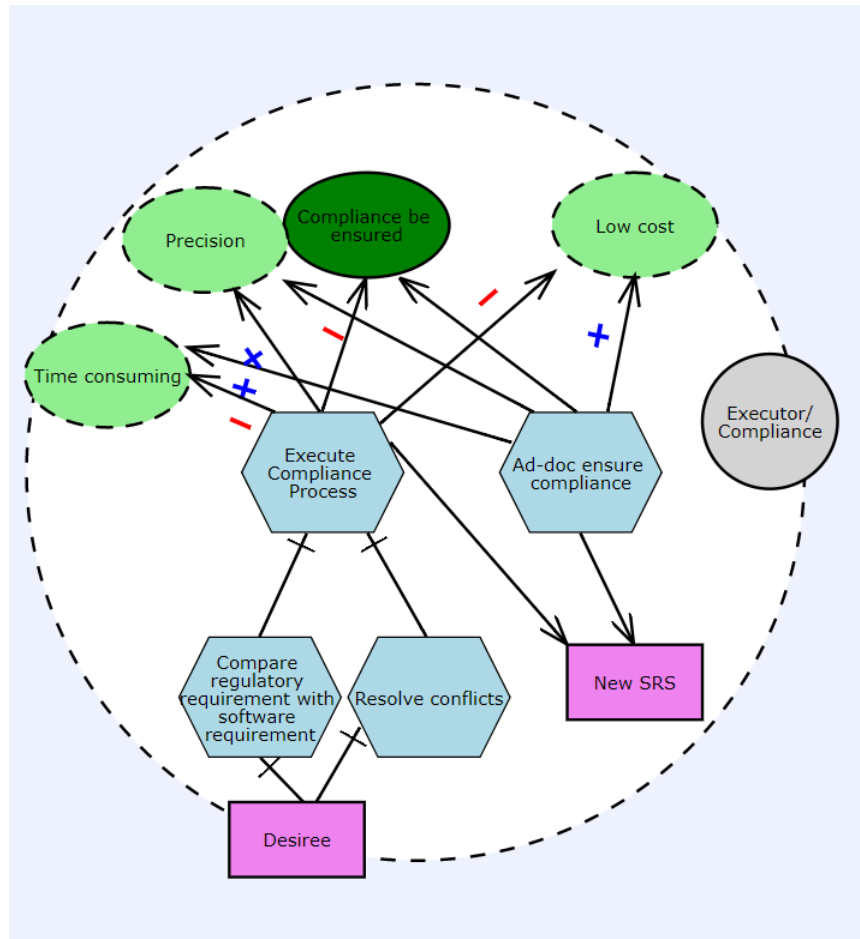 Compliance be
ensured
Precision
Low cost
Time consuming
Executor/
Compliance
Execute
Compliance
Process
Ad-doc ensure
compliance
Compare
regulatory
requirement with
software
requirement
Resolve conflicts
New SRS
Desiree